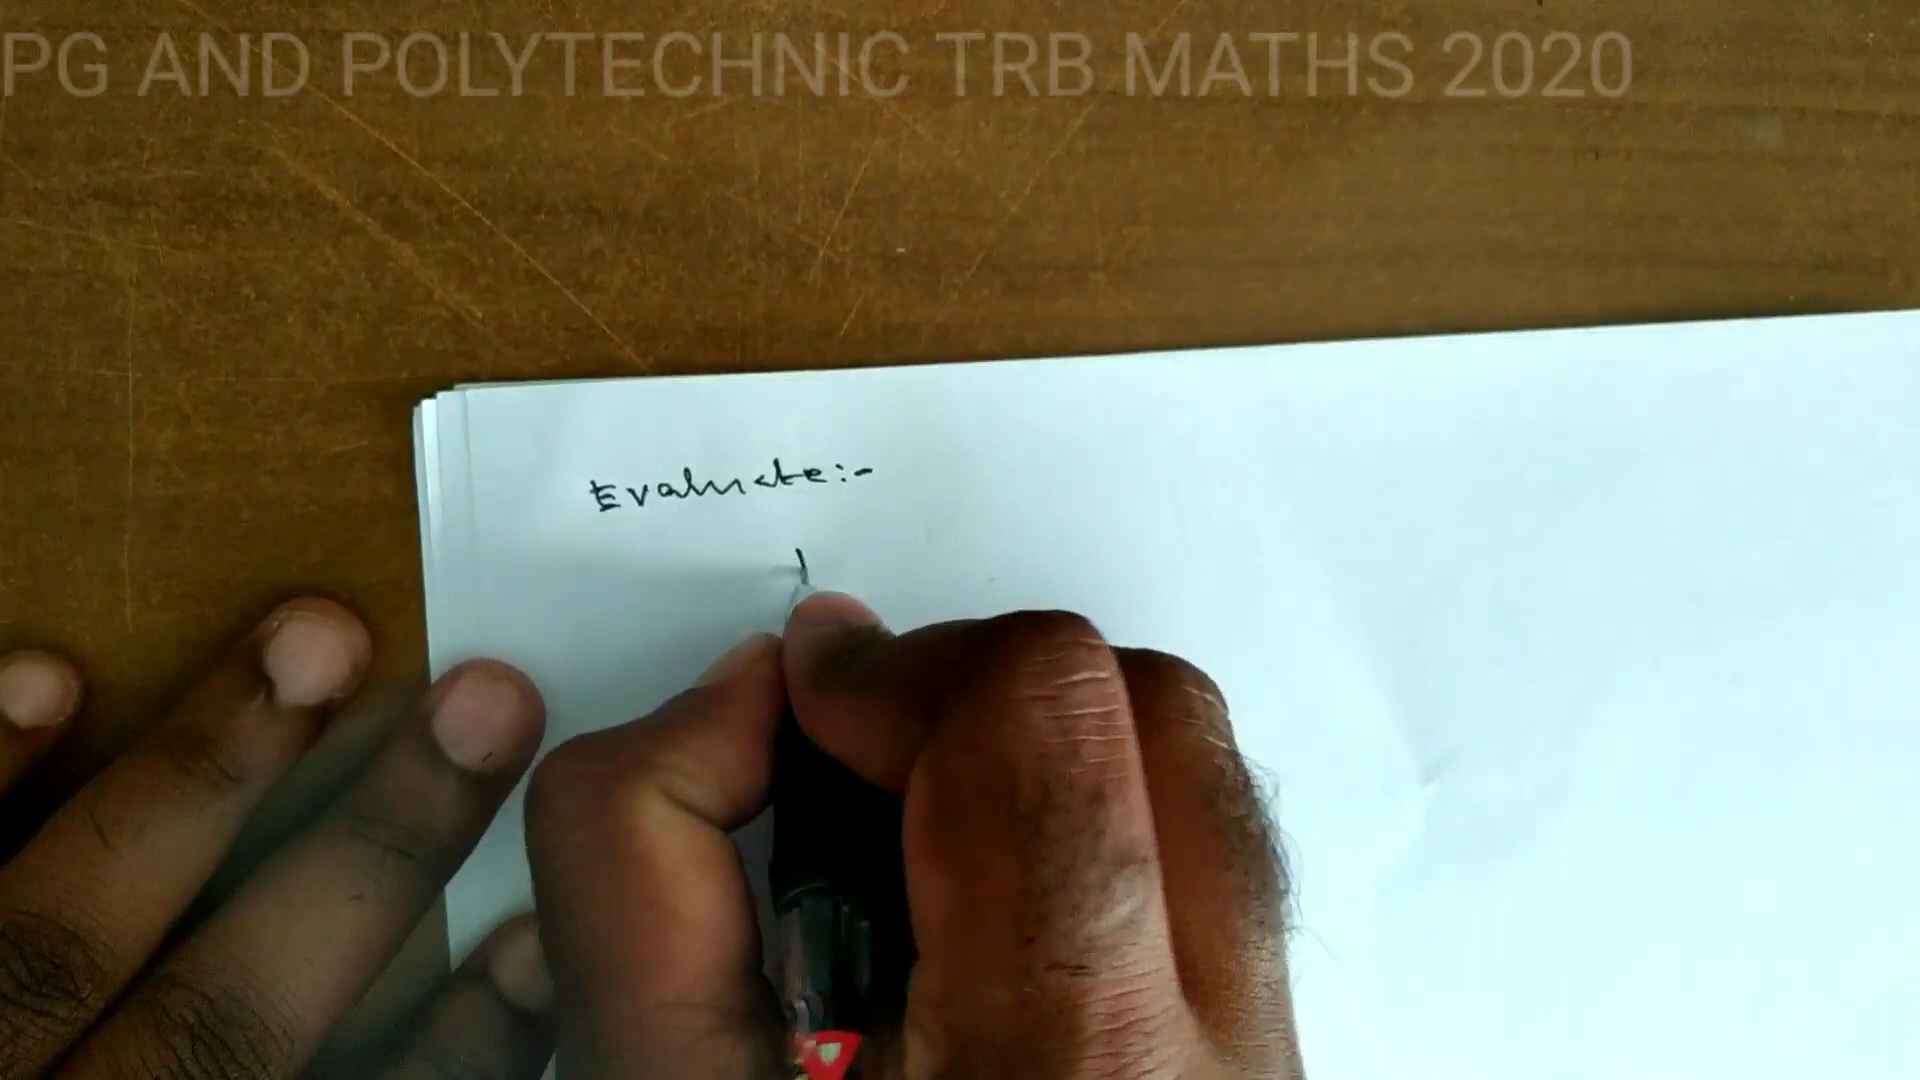 PG AND POLYTECHNIC TRB MATHS 2020
Evaluate:-